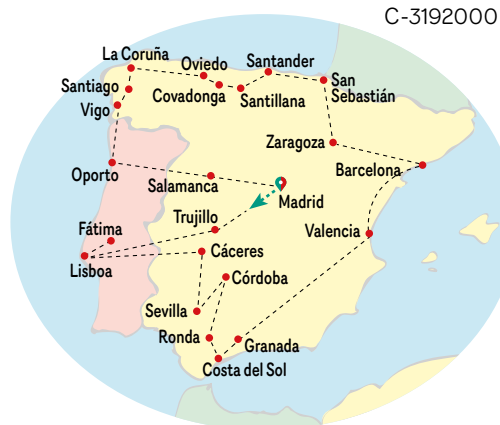 C-3192000
La Coruña
Oviedo
Santander
Santiago
Covadonga
Santillana
San
Sebastián
Vigo
Zaragoza
Barcelona
Oporto
Salamanca
Madrid
Trujillo
Valencia
Fátima
Cáceres
Lisboa
Córdoba
Sevilla
Ronda
Granada
Costa del Sol